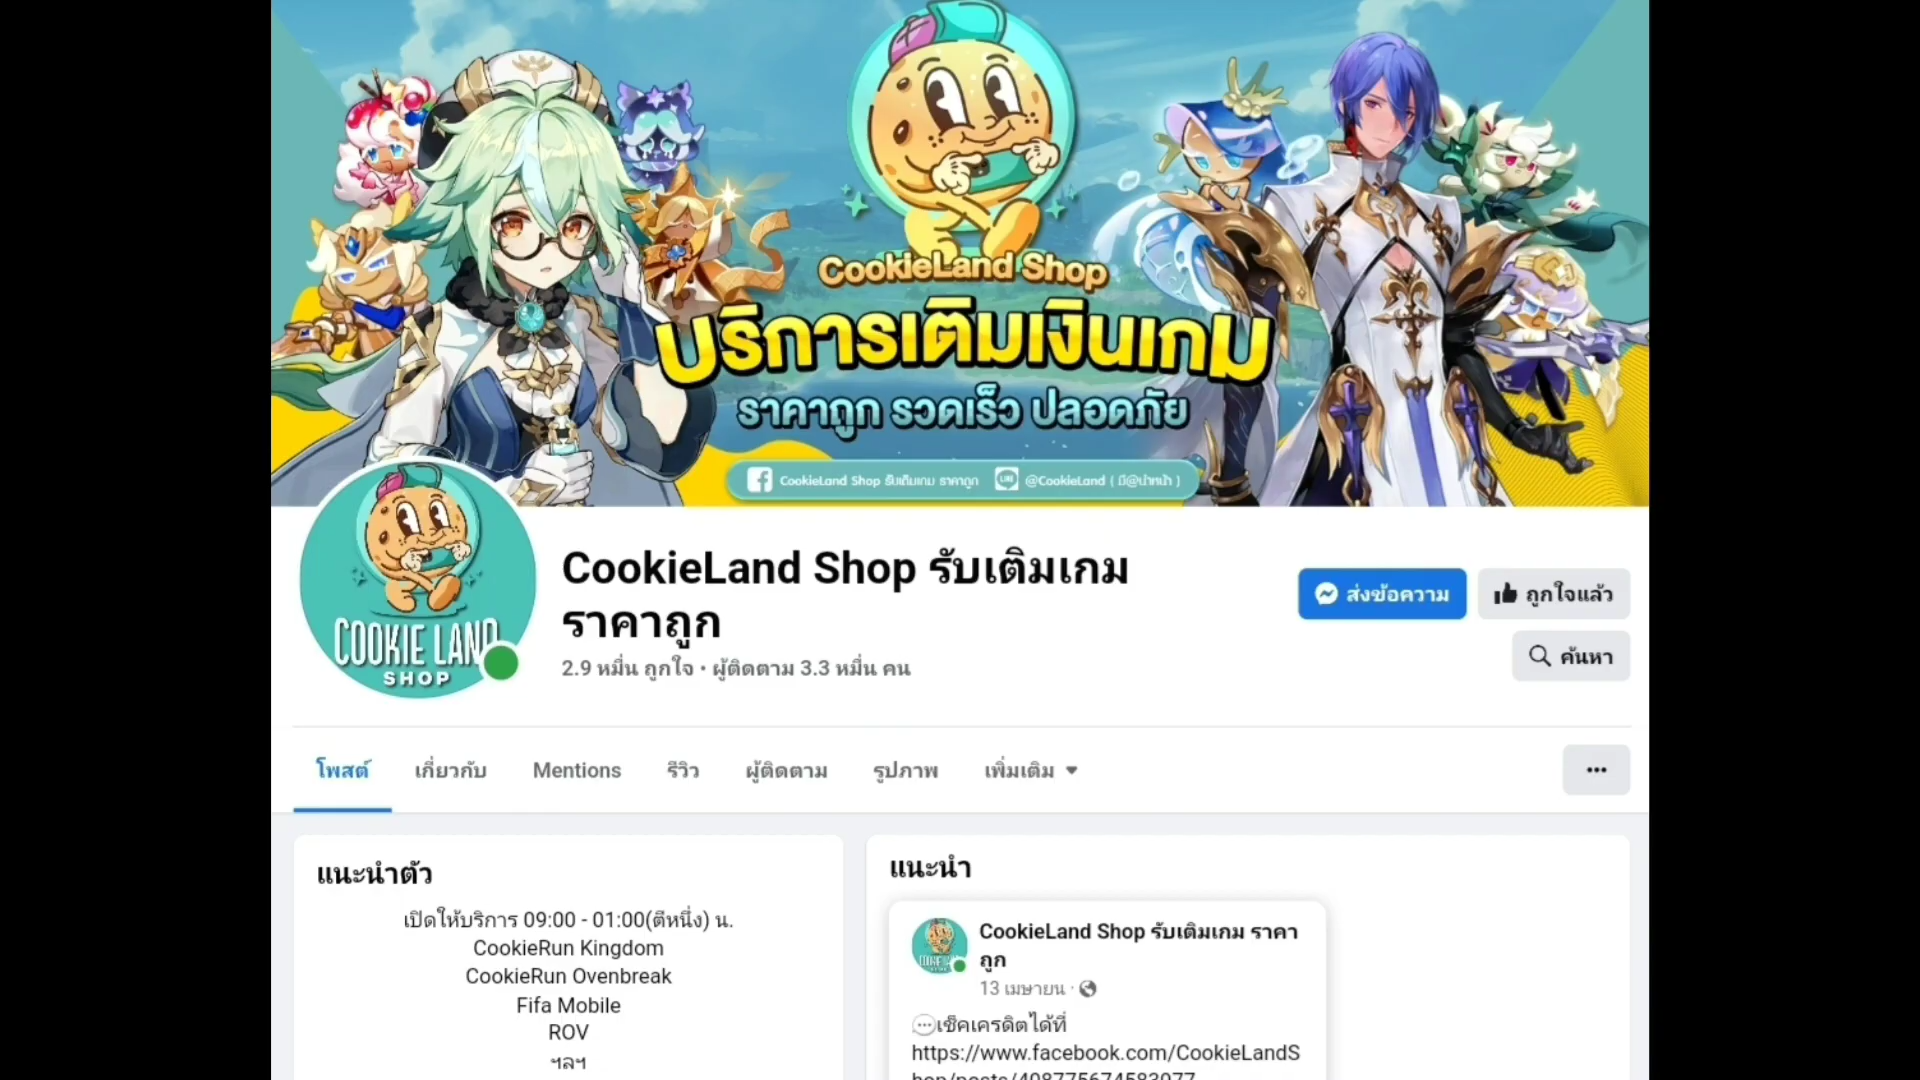 CookieLand Shop
บริการเติมเงินเกม
ราคาถูก รวดเร็ว ปลอดภัย
CookieLand Shop รับเติมเกม ราคาถูก
LINE @CookieLand ( มี@นำหน้า )
COOKIE LAND
SHOP
CookieLand Shop รับเติมเกม
ราคาถูก
2.9 หมื่น ถูกใจ • ผู้ติดตาม 3.3 หมื่น คน
ส่งข้อความ
ถูกใจแล้ว
ค้นหา
โพสต์ เกี่ยวกับ Mentions รีวิว ผู้ติดตาม รูปภาพ เพิ่มเติม
แนะนำตัว
เปิดให้บริการ 09:00 - 01:00(ตีหนึ่ง) น.
CookieRun Kingdom
CookieRun Ovenbreak
Fifa Mobile
ROV
ฯลฯ
แนะนำ
CookieLand Shop รับเติมเกม ราคา
ถูก
13 เมษายน ·
เช็คเครดิตได้ที่
https://www.facebook.com/CookieLandS
hop/posts/408775674583077